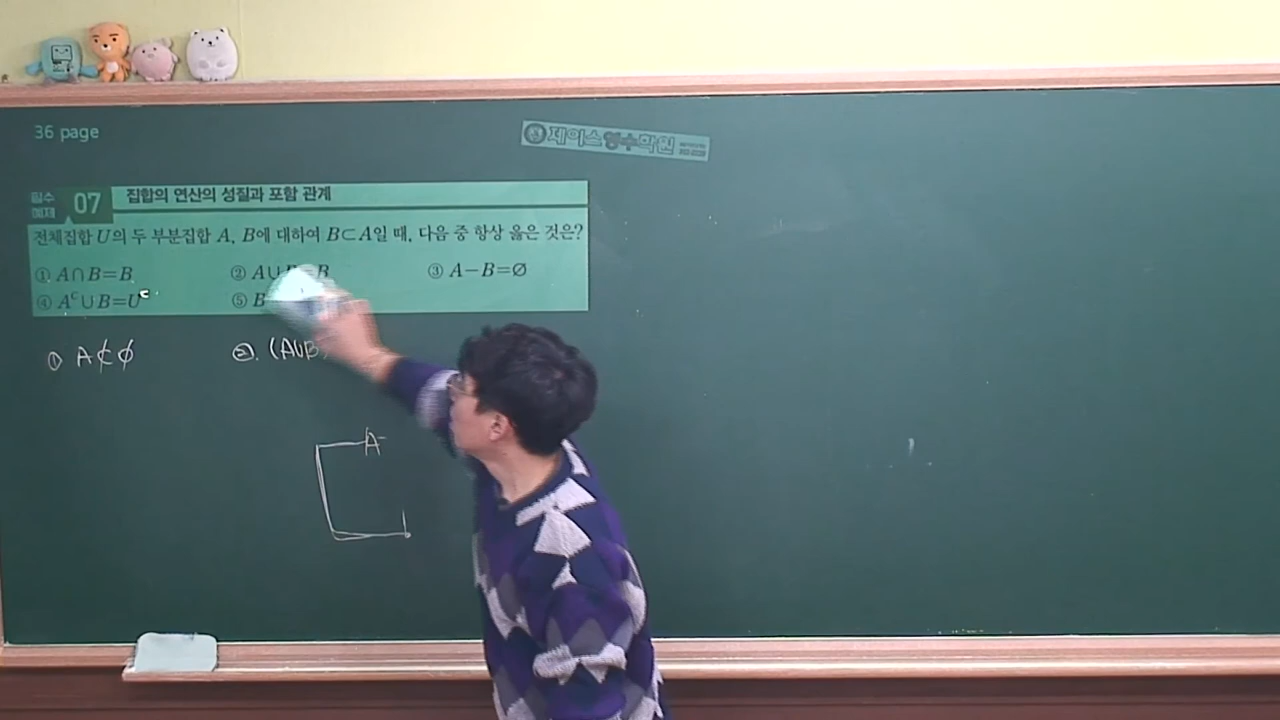 36 page
제이스영수학원
필수 예제 07 집합의 연산의 성질과 포함 관계
전체집합 U의 두 부분집합 A, B에 대하여 B⊂A일 때, 다음 중 항상 옳은 것은?
① A∩B=B ② A∪B=B ③ A−B=∅
④ Aᶜ∪B=Uᶜ ⑤ B
① A⊄∅ ②. (A∪B)
A